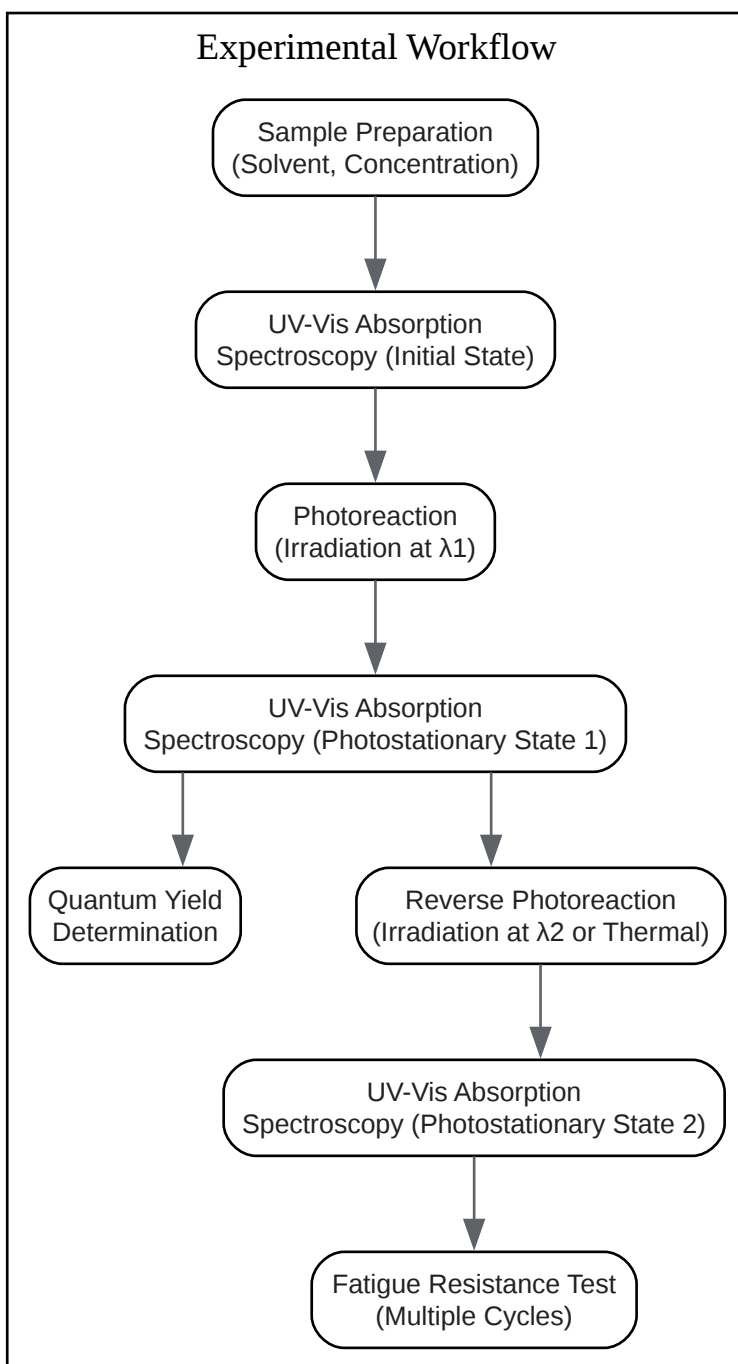 Experimental Workflow
Sample Preparation
(Solvent, Concentration)
UV-Vis Absorption
Spectroscopy (Initial State)
Photoreaction
(Irradiation at λ1)
UV-Vis Absorption
Spectroscopy (Photostationary State 1)
Quantum Yield
Determination
Reverse Photoreaction
(Irradiation at λ2 or Thermal)
UV-Vis Absorption
Spectroscopy (Photostationary State 2)
Fatigue Resistance Test
(Multiple Cycles)